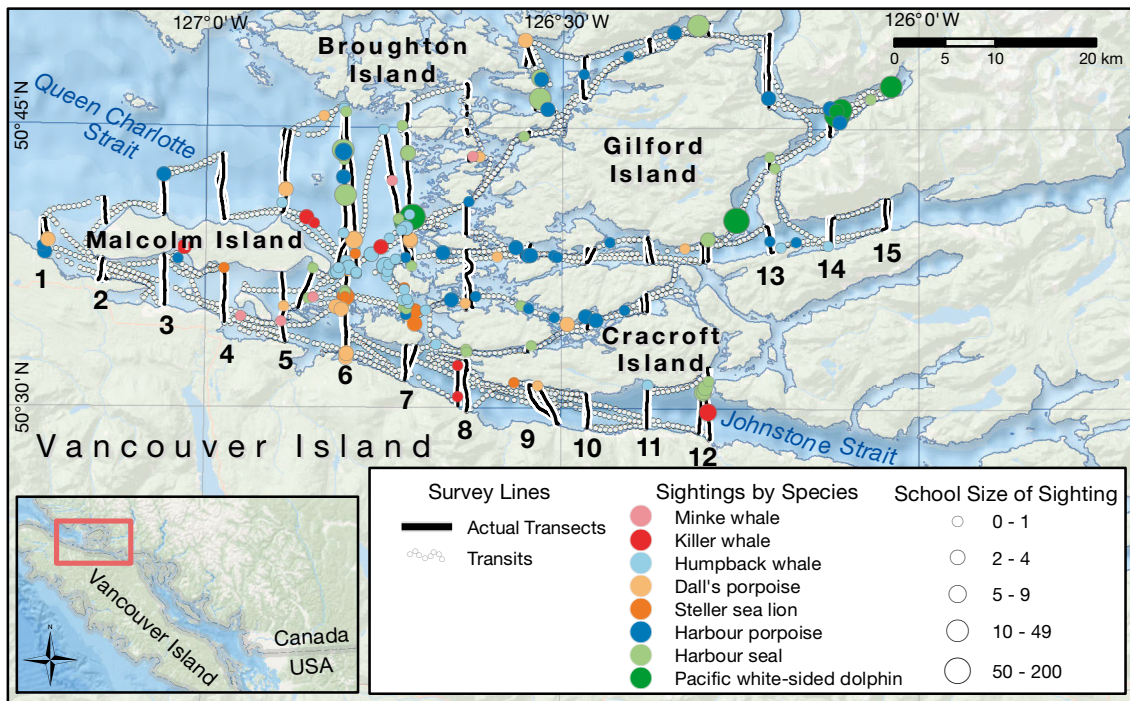 127°0'W
126°30'W
126°0'W
0 5 10 20 km
50°45'N
50°30'N
Queen Charlotte
Strait
Broughton
Island
Gilford
Island
Malcolm Island
Cracroft
Island
Johnstone Strait
Vancouver Island
1
2
3
4
5
6
7
8
9
10
11
12
13
14
15
Survey Lines
Actual Transects
Transits
Sightings by Species
Minke whale
Killer whale
Humpback whale
Dall's porpoise
Steller sea lion
Harbour porpoise
Harbour seal
Pacific white-sided dolphin
School Size of Sighting
0 - 1
2 - 4
5 - 9
10 - 49
50 - 200
Vancouver Island
Canada
USA
N